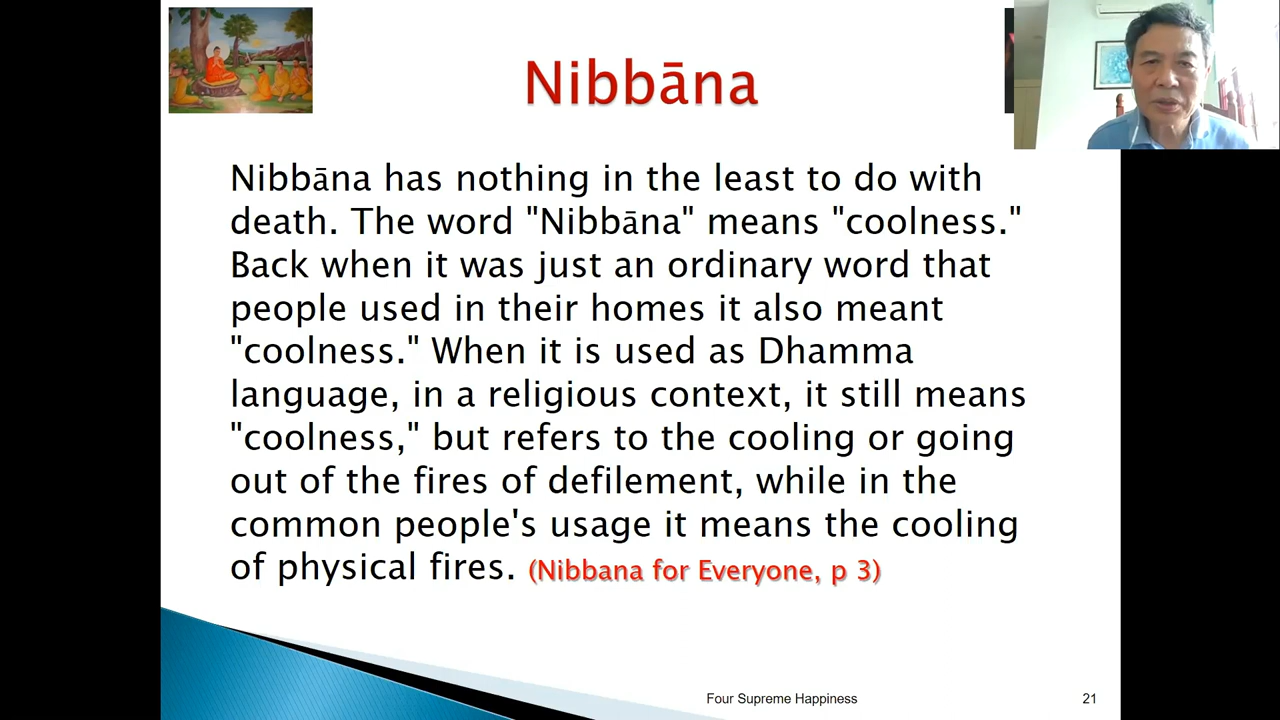 Nibbāna
Nibbāna has nothing in the least to do with
death. The word "Nibbāna" means "coolness."
Back when it was just an ordinary word that
people used in their homes it also meant
"coolness." When it is used as Dhamma
language, in a religious context, it still means
"coolness," but refers to the cooling or going
out of the fires of defilement, while in the
common people's usage it means the cooling
of physical fires. (Nibbana for Everyone, p 3)
Four Supreme Happiness
21